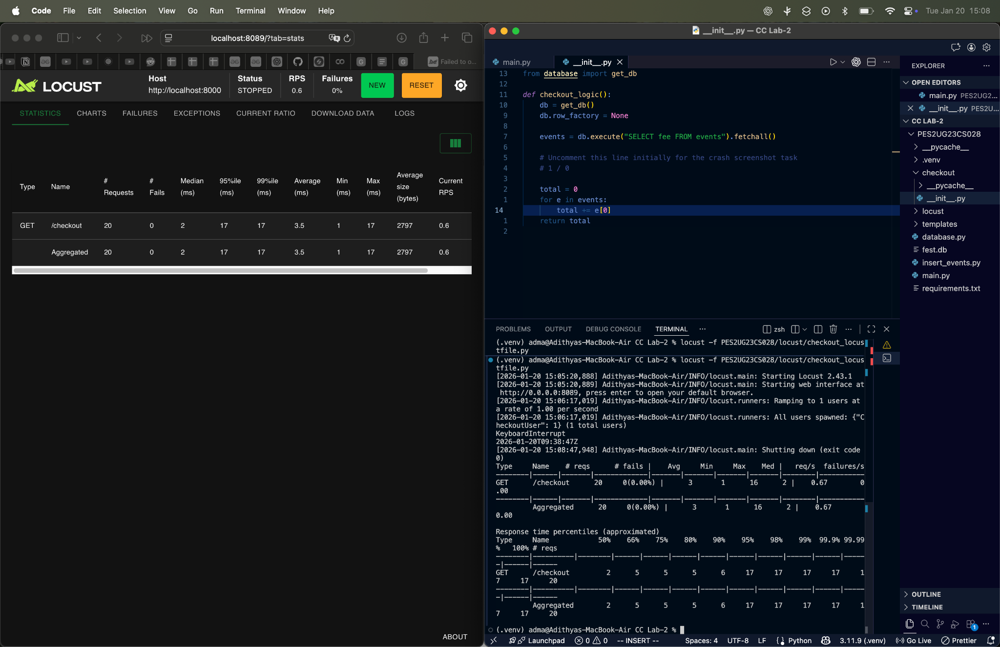 Code File Edit Selection View Go Run Terminal Window Help
Tue Jan 20 15:08
localhost:8089/?tab=stats
Failed to o...
LOCUST
Host
http://localhost:8000
Status
STOPPED
RPS
0.6
Failures
0%
NEW
RESET
STATISTICS CHARTS FAILURES EXCEPTIONS CURRENT RATIO DOWNLOAD DATA LOGS
Type Name # Requests # Fails Median (ms) 95%ile (ms) 99%ile (ms) Average (ms) Min (ms) Max (ms) Average size (bytes) Current RPS
GET /checkout 20 0 2 17 17 3.5 1 17 2797 0.6
Aggregated 20 0 2 17 17 3.5 1 17 2797 0.6
ABOUT
__init__.py — CC Lab-2
main.py
__init__.py
13 from database import get_db
12
11 def checkout_logic():
10 db = get_db()
9 db.row_factory = None
8
7 events = db.execute("SELECT fee FROM events").fetchall()
6
5 # Uncomment this line initially for the crash screenshot task
4 # 1 / 0
3
2 total = 0
1 for e in events:
14 total += e[0]
1 return total
2
PROBLEMS OUTPUT DEBUG CONSOLE TERMINAL
zsh
(.venv) adma@Adithyas-MacBook-Air CC Lab-2 % locust -f PES2UG23CS028/locust/checkout_locus
tfile.py
(.venv) adma@Adithyas-MacBook-Air CC Lab-2 % locust -f PES2UG23CS028/locust/checkout_locus
tfile.py
[2026-01-20 15:05:20,888] Adithyas-MacBook-Air/INFO/locust.main: Starting Locust 2.43.1
[2026-01-20 15:05:20,889] Adithyas-MacBook-Air/INFO/locust.main: Starting web interface at
http://0.0.0.0:8089, press enter to open your default browser.
[2026-01-20 15:06:17,019] Adithyas-MacBook-Air/INFO/locust.runners: Ramping to 1 users at
a rate of 1.00 per second
[2026-01-20 15:06:17,019] Adithyas-MacBook-Air/INFO/locust.runners: All users spawned: {"C
heckoutUser": 1} (1 total users)
KeyboardInterrupt
2026-01-20T09:38:47Z
[2026-01-20 15:08:47,948] Adithyas-MacBook-Air/INFO/locust.main: Shutting down (exit code
0)
Type Name # reqs # fails | Avg Min Max Med | req/s failures/s
--------|------|-------|-------------|-------|-------|-------|-------|--------|-----------
GET /checkout 20 0(0.00%) | 3 1 16 2 | 0.67 0
.00
--------|------|-------|-------------|-------|-------|-------|-------|--------|-----------
Aggregated 20 0(0.00%) | 3 1 16 2 | 0.67
0.00
Response time percentiles (approximated)
Type Name 50% 66% 75% 80% 90% 95% 98% 99% 99.9% 99.99
% 100% # reqs
--------|----------|--------|------|------|------|------|------|------|------|------|-----
-|------|------
GET /checkout 2 5 5 5 6 17 17 17 17 1
7 17 20
--------|----------|--------|------|------|------|------|------|------|------|------|-----
-|------|------
Aggregated 2 5 5 5 6 17 17 17 17 1
7 17 20
(.venv) adma@Adithyas-MacBook-Air CC Lab-2 %
EXPLORER
OPEN EDITORS
main.py PES2UG2...
__init__.py PES2U...
CC LAB-2
PES2UG23CS028
__pycache__
.venv
checkout
__pycache__
__init__.py
locust
templates
database.py
fest.db
insert_events.py
main.py
requirements.txt
OUTLINE
TIMELINE
1
Launchpad 0 0 -- INSERT -- Spaces: 4 UTF-8 LF Python 3.11.9 (.venv) Go Live Prettier